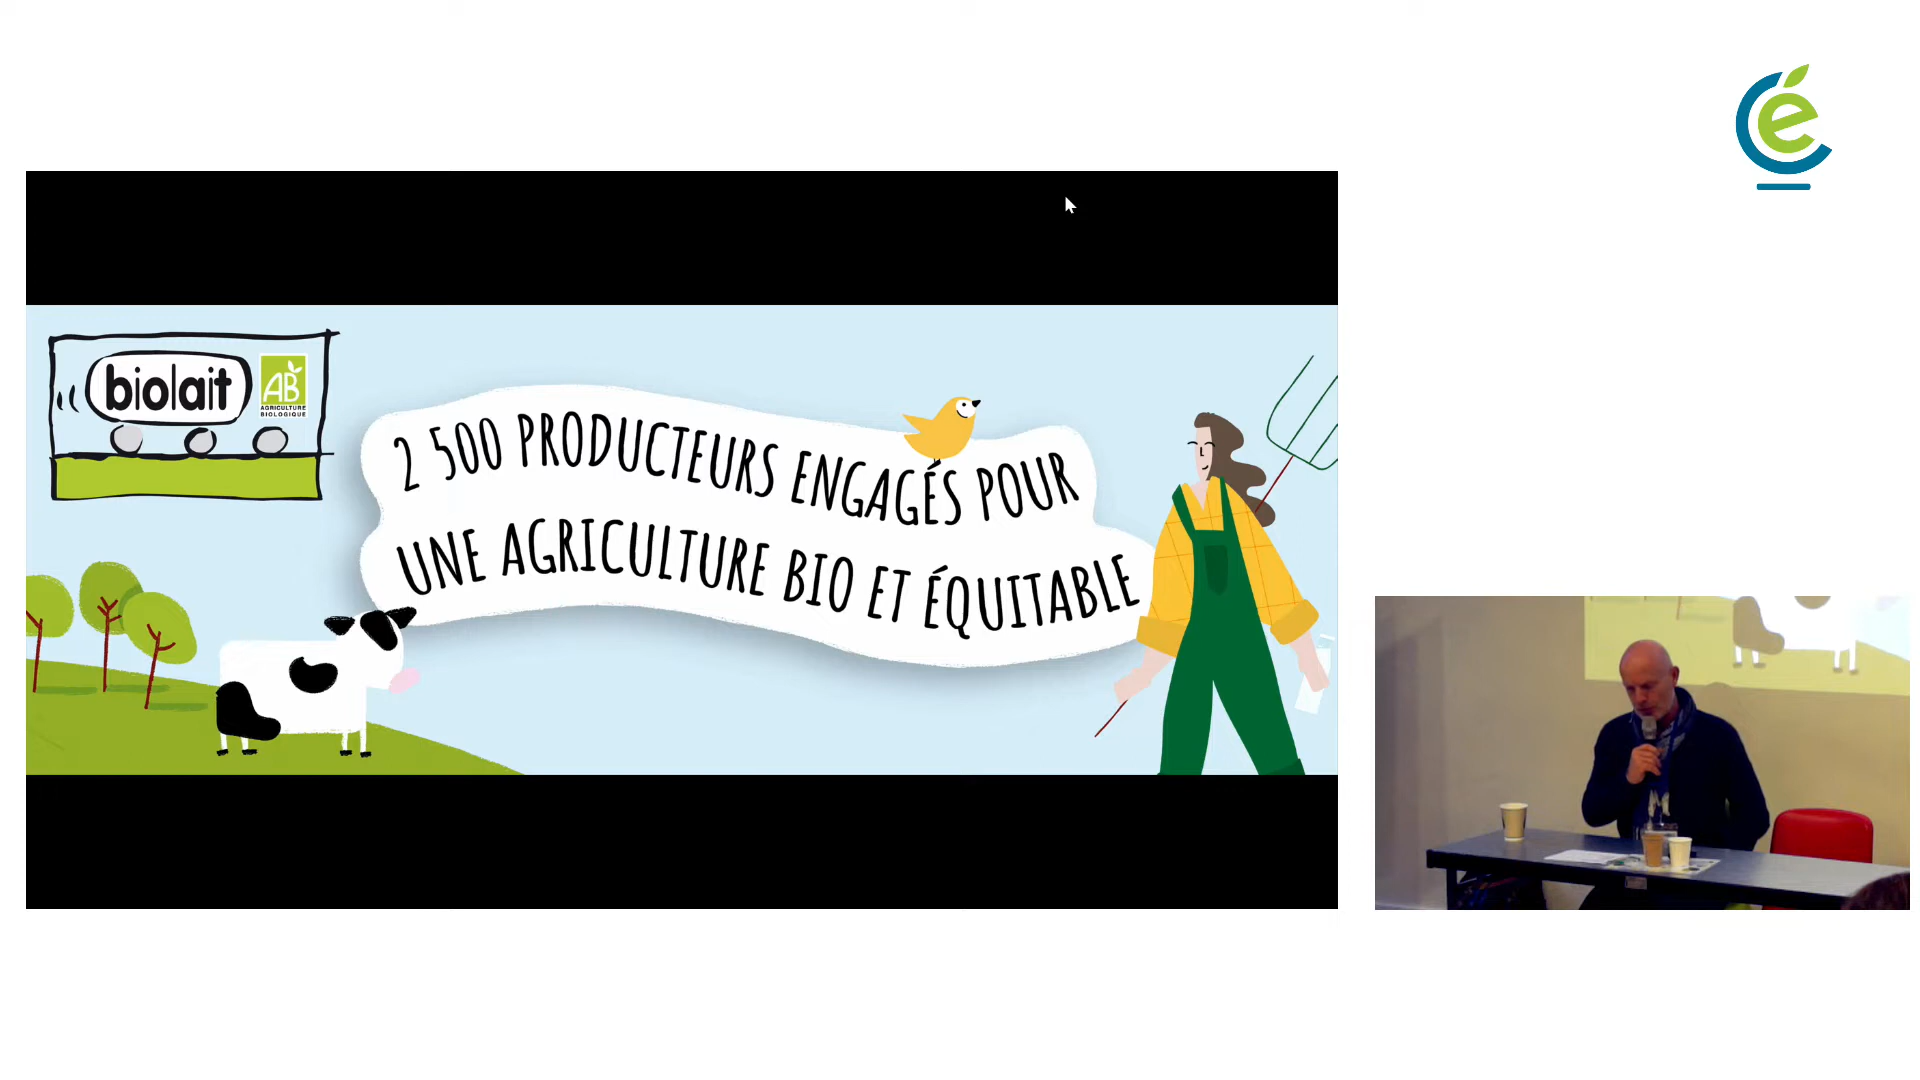 biolait
AB
AGRICULTURE
BIOLOGIQUE
2 500 PRODUCTEURS ENGAGÉS POUR
UNE AGRICULTURE BIO ET ÉQUITABLE